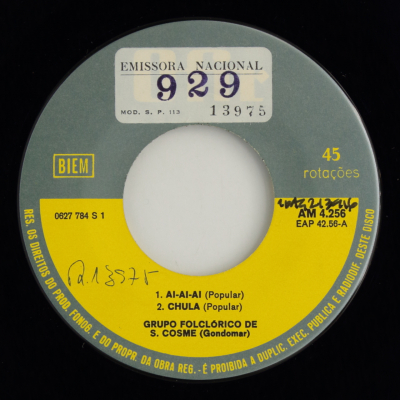 EMISSORA NACIONAL
929
MOD. S. P. 113 13975
BIEM
45
rotações
0627 784 S 1
AM 4.256
EAP 42.56-A
R.13975
1. AI-AI-AI (Popular)
2. CHULA (Popular)
GRUPO FOLCLÓRICO DE
S. COSME (Gondomar)
RES. OS DIREITOS DO PROD. FONOG. E DO PROPR. DA OBRA REG. - É PROIBIDA A DUPLIC. EXEC. PUBLICA E RADIODIF. DESTE DISCO